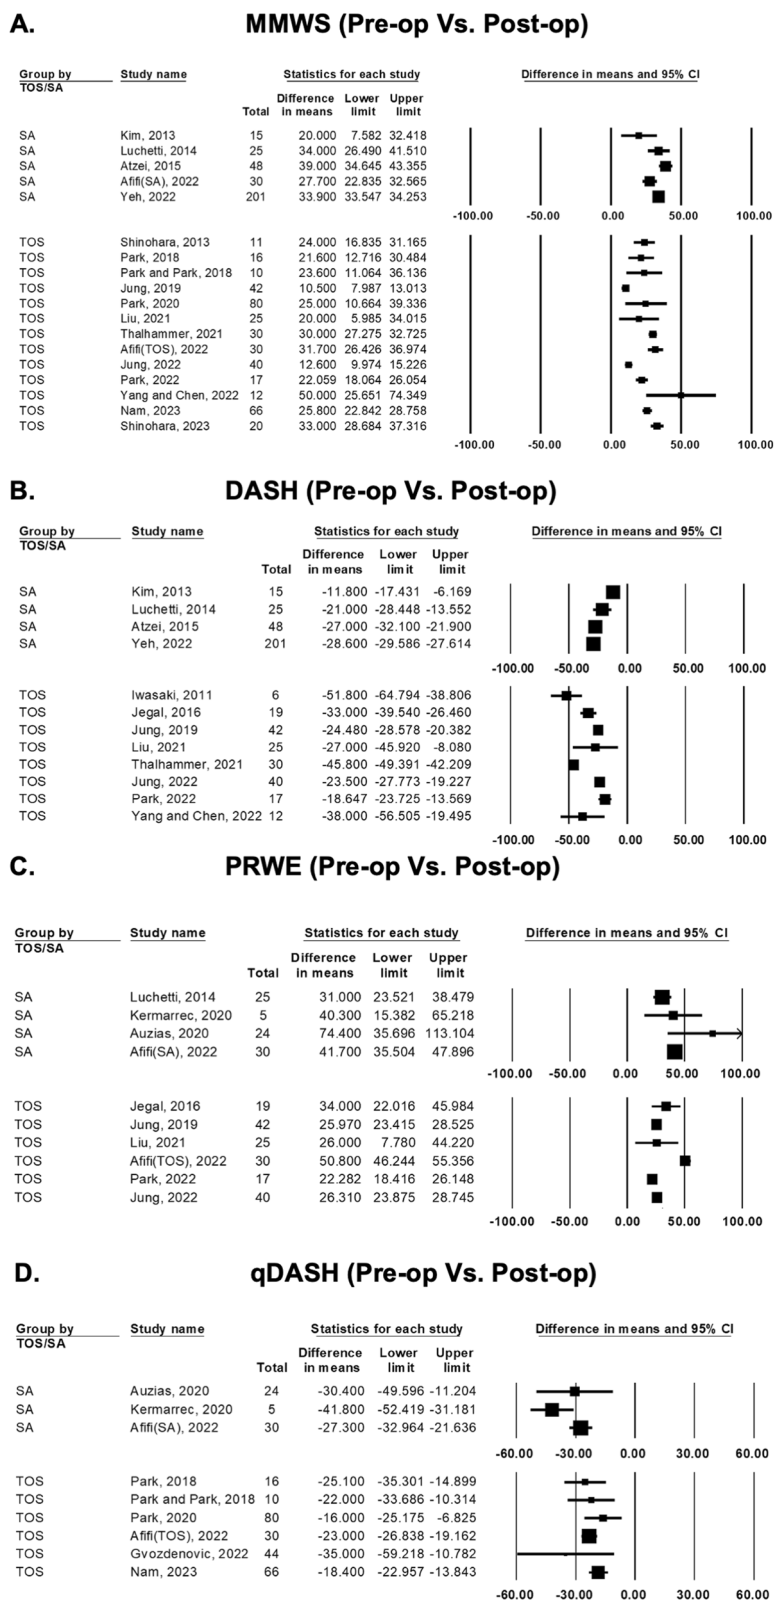 A. MMWS (Pre-op Vs. Post-op)
Group by Study name Statistics for each study Difference in means and 95% CI
TOS/SA
Difference Lower Upper
Total in means limit limit
SA Kim, 2013 15 20.000 7.582 32.418
SA Luchetti, 2014 25 34.000 26.490 41.510
SA Atzei, 2015 48 39.000 34.645 43.355
SA Afifi(SA), 2022 30 27.700 22.835 32.565
SA Yeh, 2022 201 33.900 33.547 34.253
-100.00 -50.00 0.00 50.00 100.00
TOS Shinohara, 2013 11 24.000 16.835 31.165
TOS Park, 2018 16 21.600 12.716 30.484
TOS Park and Park, 2018 10 23.600 11.064 36.136
TOS Jung, 2019 42 10.500 7.987 13.013
TOS Park, 2020 80 25.000 10.664 39.336
TOS Liu, 2021 25 20.000 5.985 34.015
TOS Thalhammer, 2021 30 30.000 27.275 32.725
TOS Afifi(TOS), 2022 30 31.700 26.426 36.974
TOS Jung, 2022 40 12.600 9.974 15.226
TOS Park, 2022 17 22.059 18.064 26.054
TOS Yang and Chen, 2022 12 50.000 25.651 74.349
TOS Nam, 2023 66 25.800 22.842 28.758
TOS Shinohara, 2023 20 33.000 28.684 37.316
-100.00 -50.00 0.00 50.00 100.00
B. DASH (Pre-op Vs. Post-op)
Group by Study name Statistics for each study Difference in means and 95% CI
TOS/SA
Difference Lower Upper
Total in means limit limit
SA Kim, 2013 15 -11.800 -17.431 -6.169
SA Luchetti, 2014 25 -21.000 -28.448 -13.552
SA Atzei, 2015 48 -27.000 -32.100 -21.900
SA Yeh, 2022 201 -28.600 -29.586 -27.614
-100.00 -50.00 0.00 50.00 100.00
TOS Iwasaki, 2011 6 -51.800 -64.794 -38.806
TOS Jegal, 2016 19 -33.000 -39.540 -26.460
TOS Jung, 2019 42 -24.480 -28.578 -20.382
TOS Liu, 2021 25 -27.000 -45.920 -8.080
TOS Thalhammer, 2021 30 -45.800 -49.391 -42.209
TOS Jung, 2022 40 -23.500 -27.773 -19.227
TOS Park, 2022 17 -18.647 -23.725 -13.569
TOS Yang and Chen, 2022 12 -38.000 -56.505 -19.495
-100.00 -50.00 0.00 50.00 100.00
C. PRWE (Pre-op Vs. Post-op)
Group by Study name Statistics for each study Difference in means and 95% CI
TOS/SA
Difference Lower Upper
Total in means limit limit
SA Luchetti, 2014 25 31.000 23.521 38.479
SA Kermarrec, 2020 5 40.300 15.382 65.218
SA Auzias, 2020 24 74.400 35.696 113.104
SA Afifi(SA), 2022 30 41.700 35.504 47.896
-100.00 -50.00 0.00 50.00 100.00
TOS Jegal, 2016 19 34.000 22.016 45.984
TOS Jung, 2019 42 25.970 23.415 28.525
TOS Liu, 2021 25 26.000 7.780 44.220
TOS Afifi(TOS), 2022 30 50.800 46.244 55.356
TOS Park, 2022 17 22.282 18.416 26.148
TOS Jung, 2022 40 26.310 23.875 28.745
-100.00 -50.00 0.00 50.00 100.00
D. qDASH (Pre-op Vs. Post-op)
Group by Study name Statistics for each study Difference in means and 95% CI
TOS/SA
Difference Lower Upper
Total in means limit limit
SA Auzias, 2020 24 -30.400 -49.596 -11.204
SA Kermarrec, 2020 5 -41.800 -52.419 -31.181
SA Afifi(SA), 2022 30 -27.300 -32.964 -21.636
-60.00 -30.00 0.00 30.00 60.00
TOS Park, 2018 16 -25.100 -35.301 -14.899
TOS Park and Park, 2018 10 -22.000 -33.686 -10.314
TOS Park, 2020 80 -16.000 -25.175 -6.825
TOS Afifi(TOS), 2022 30 -23.000 -26.838 -19.162
TOS Gvozdenovic, 2022 44 -35.000 -59.218 -10.782
TOS Nam, 2023 66 -18.400 -22.957 -13.843
-60.00 -30.00 0.00 30.00 60.00